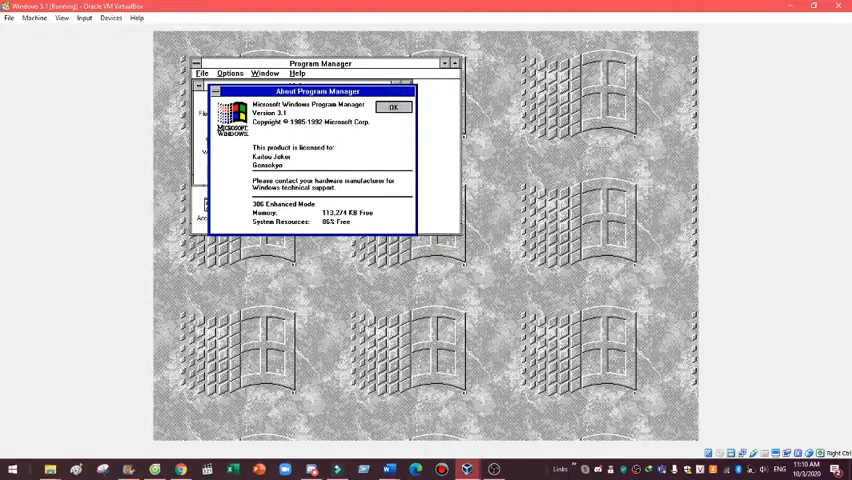 Windows 3.1 [Running] - Oracle VM VirtualBox
File Machine View Input Devices Help
Program Manager
File Options Window Help
About Program Manager
Microsoft Windows Program Manager
Version 3.1
Copyright © 1985-1992 Microsoft Corp.
OK
MICROSOFT
WINDOWS.
This product is licensed to:
Kaitou Joker
Gensokyo
Please contact your hardware manufacturer for
Windows technical support.
386 Enhanced Mode
Memory: 113,274 KB Free
System Resources: 86% Free
Acc
Right Ctrl
Links
ENG
11:10 AM
10/3/2020